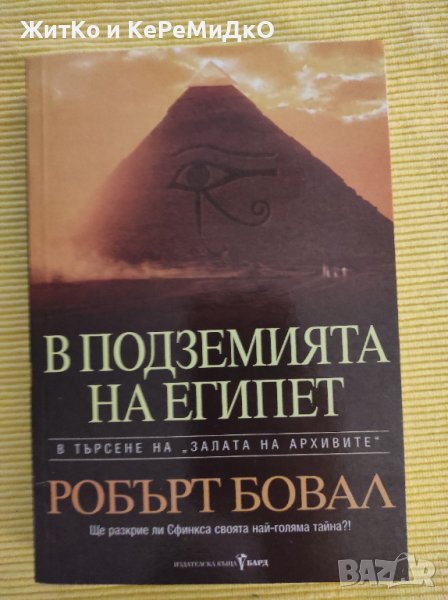 ЖитКо и КеРеМидкО
В ПОДЗЕМИЯТА
НА ЕГИПЕТ
В ТЪРСЕНЕ НА „ЗАЛАТА НА АРХИВИТЕ“
РОБЪРТ БОВАЛ
Ще разкрие ли Сфинкса своята най-голяма тайна?!
ИЗДАТЕЛСКА КЪЩА БАРД
BAZAR